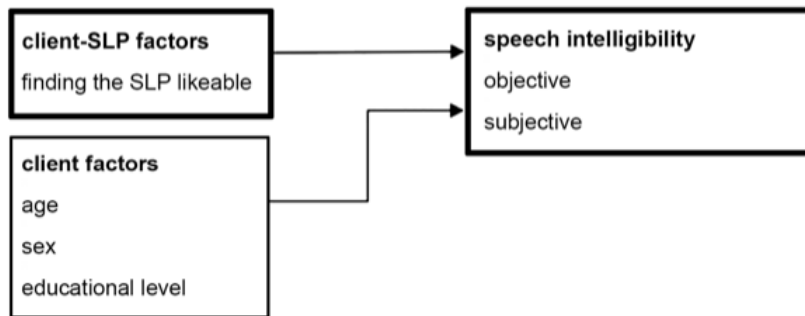 client-SLP factors
finding the SLP likeable
client factors
age
sex
educational level
speech intelligibility
objective
subjective